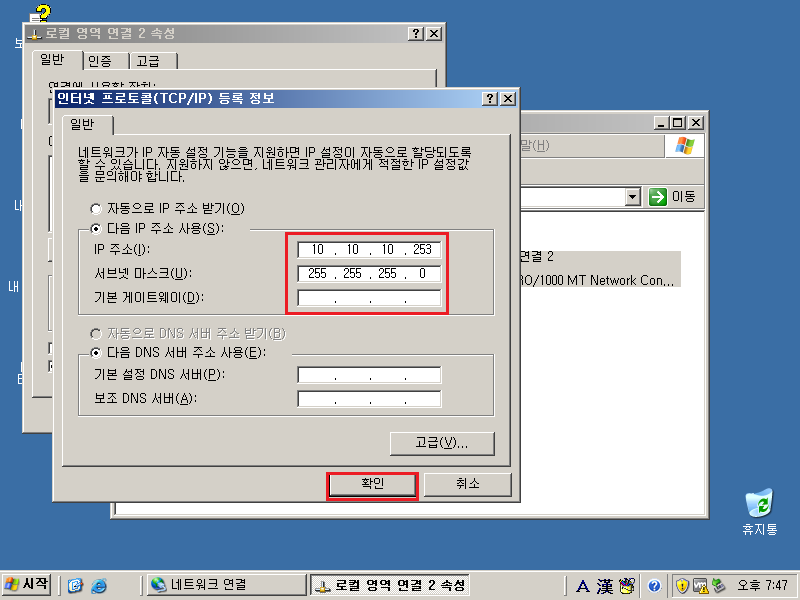 로컬 영역 연결 2 속성
일반
인증
고급
인터넷 프로토콜(TCP/IP) 등록 정보
일반
네트워크가 IP 자동 설정 기능을 지원하면 IP 설정이 자동으로 할당되도록
할 수 있습니다. 지원하지 않으면, 네트워크 관리자에게 적절한 IP 설정값
을 문의해야 합니다.
자동으로 IP 주소 받기(O)
다음 IP 주소 사용(S):
IP 주소(I):
10 . 10 . 10 . 253
서브넷 마스크(U):
255 . 255 . 255 . 0
기본 게이트웨이(D):
. . .
자동으로 DNS 서버 주소 받기(B)
다음 DNS 서버 주소 사용(E):
기본 설정 DNS 서버(P):
. . .
보조 DNS 서버(A):
. . .
고급(V)...
확인
취소
말(H)
이동
연결 2
RO/1000 MT Network Con...
휴지통
시작
네트워크 연결
로컬 영역 연결 2 속성
A 漢
오후 7:47